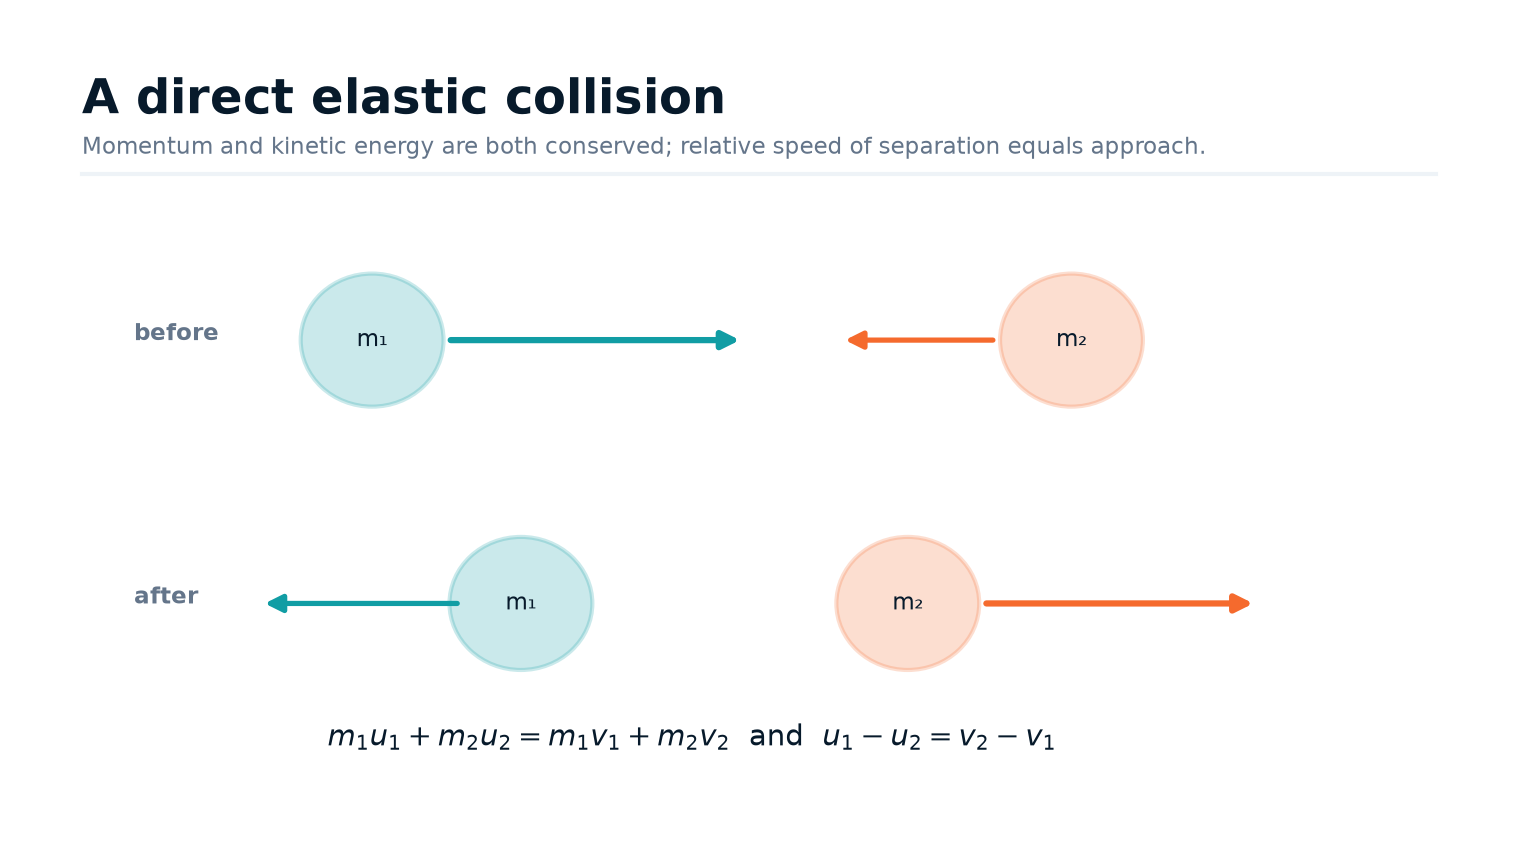 A direct elastic collision
Momentum and kinetic energy are both conserved; relative speed of separation equals approach.
before
m₁
m₂
after
m₁
m₂
m₁u₁ + m₂u₂ = m₁v₁ + m₂v₂ and u₁ − u₂ = v₂ − v₁